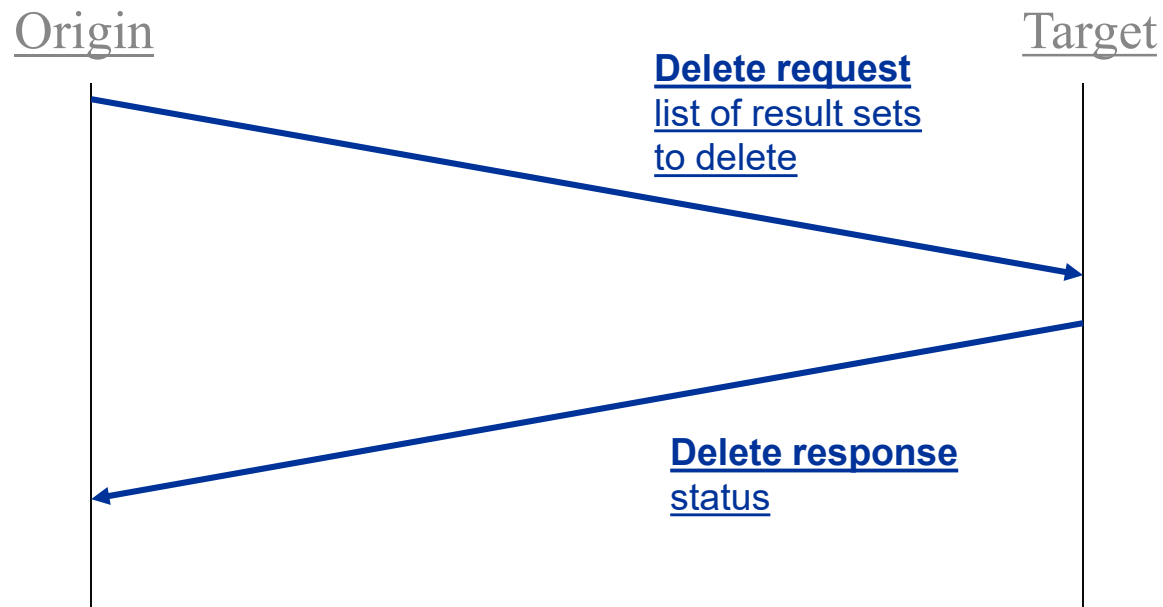 Origin
Target
Delete request
list of result sets
to delete
Delete response
status